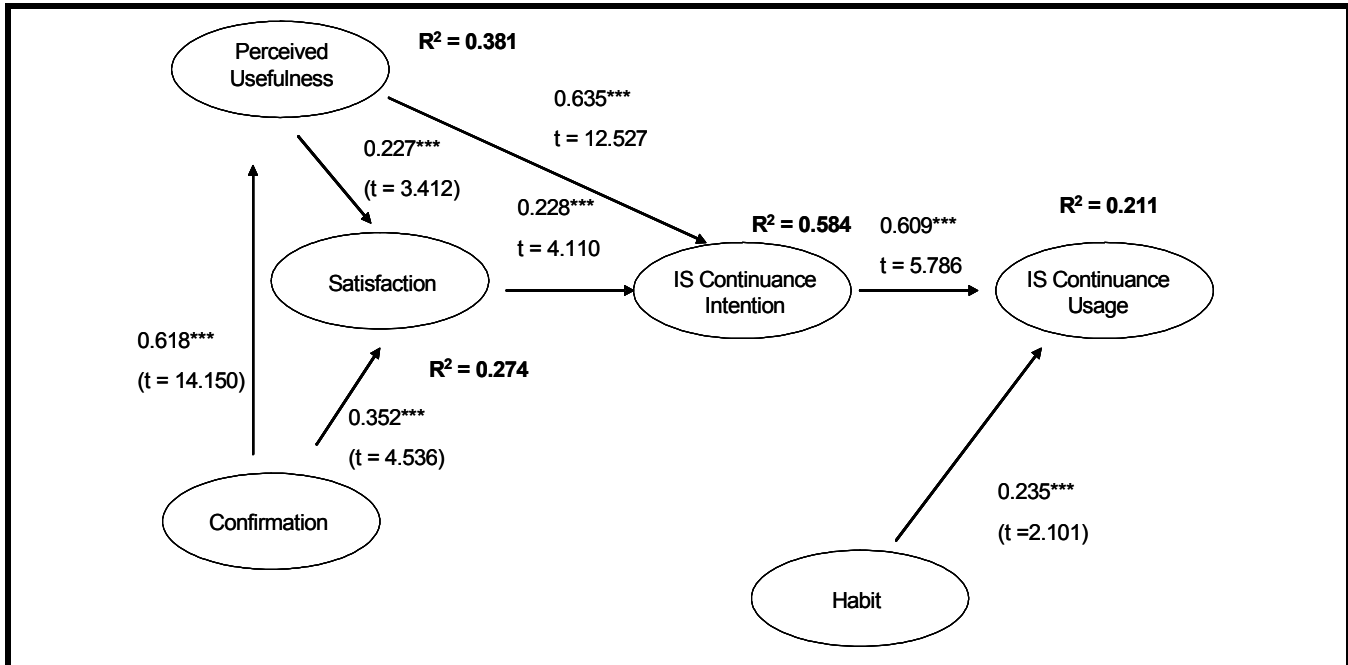 Perceived
Usefulness
R² = 0.381
0.635***
t = 12.527
0.227***
(t = 3.412)
0.228***
t = 4.110
Satisfaction
R² = 0.584
IS Continuance
Intention
0.609***
t = 5.786
R² = 0.211
IS Continuance
Usage
0.618***
(t = 14.150)
R² = 0.274
0.352***
(t = 4.536)
Confirmation
0.235***
(t =2.101)
Habit